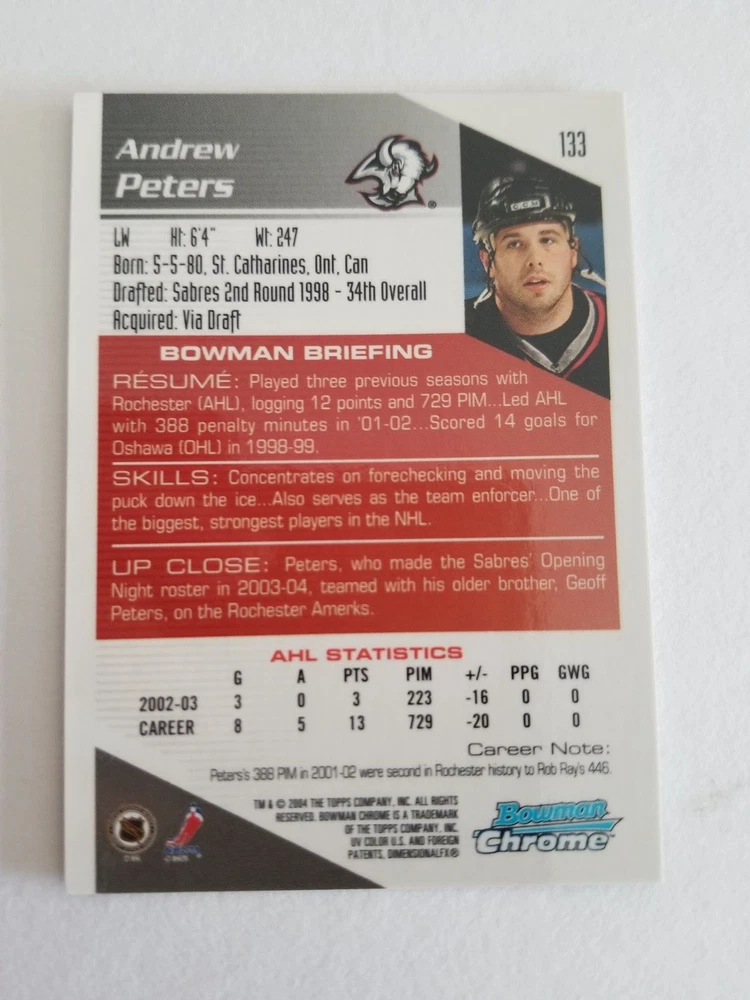 133
Andrew
Peters
®
LW Ht: 6'4" Wt: 247
Born: 5-5-80, St. Catharines, Ont, Can
Drafted: Sabres 2nd Round 1998 - 34th Overall
Acquired: Via Draft
CCM
BOWMAN BRIEFING
RÉSUMÉ: Played three previous seasons with
Rochester (AHL), logging 12 points and 729 PIM...Led AHL
with 388 penalty minutes in '01-02...Scored 14 goals for
Oshawa (OHL) in 1998-99.
SKILLS: Concentrates on forechecking and moving the
puck down the ice...Also serves as the team enforcer...One of
the biggest, strongest players in the NHL.
UP CLOSE: Peters, who made the Sabres' Opening
Night roster in 2003-04, teamed with his older brother, Geoff
Peters, on the Rochester Amerks.
AHL STATISTICS
G A PTS PIM +/- PPG GWG
2002-03 3 0 3 223 -16 0 0
CAREER 8 5 13 729 -20 0 0
Career Note:
Peters's 388 PIM in 2001-02 were second in Rochester history to Rob Ray's 446.
TM & © 2004 THE TOPPS COMPANY, INC. ALL RIGHTS
RESERVED. BOWMAN CHROME IS A TRADEMARK
OF THE TOPPS COMPANY, INC.
UV COLOR U.S. AND FOREIGN
PATENTS, DIMENSIONALFX®
Bowman
Chrome™